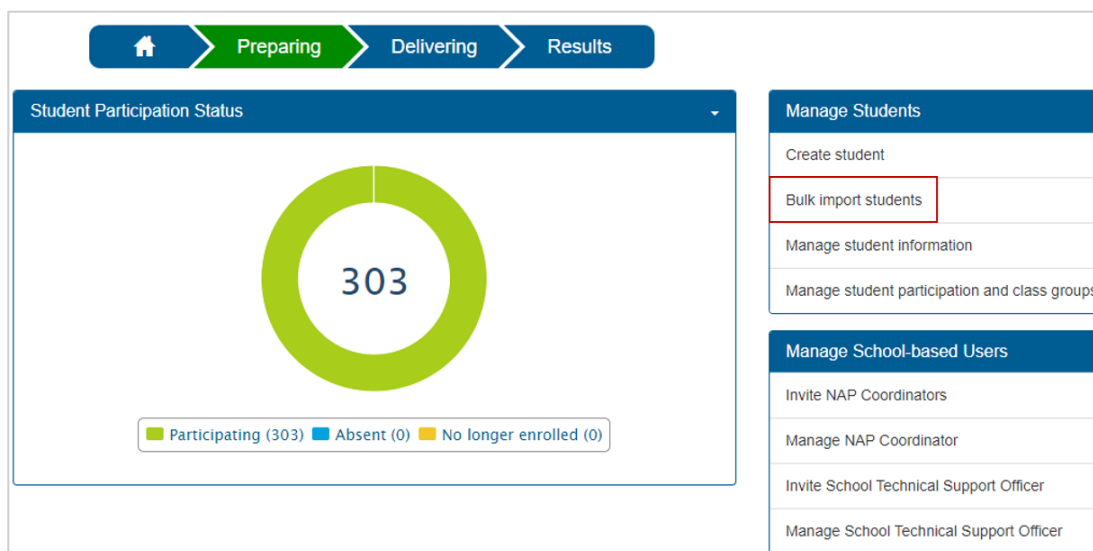 Preparing
Delivering
Results
Student Participation Status
303
Participating (303) Absent (0) No longer enrolled (0)
Manage Students
Create student
Bulk import students
Manage student information
Manage student participation and class groups
Manage School-based Users
Invite NAP Coordinators
Manage NAP Coordinator
Invite School Technical Support Officer
Manage School Technical Support Officer